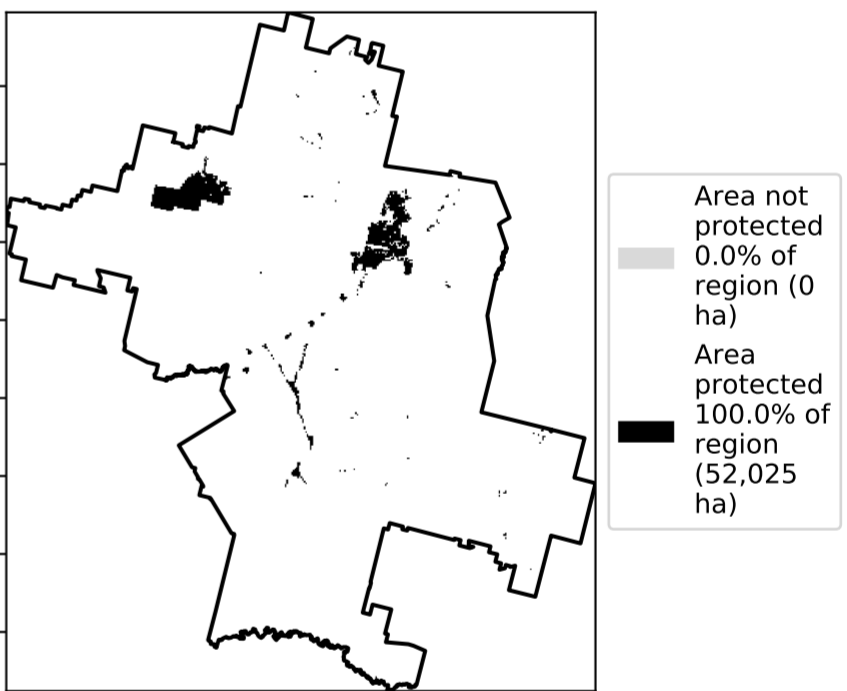 Area not
protected
0.0% of
region (0
ha)
Area
protected
100.0% of
region
(52,025
ha)